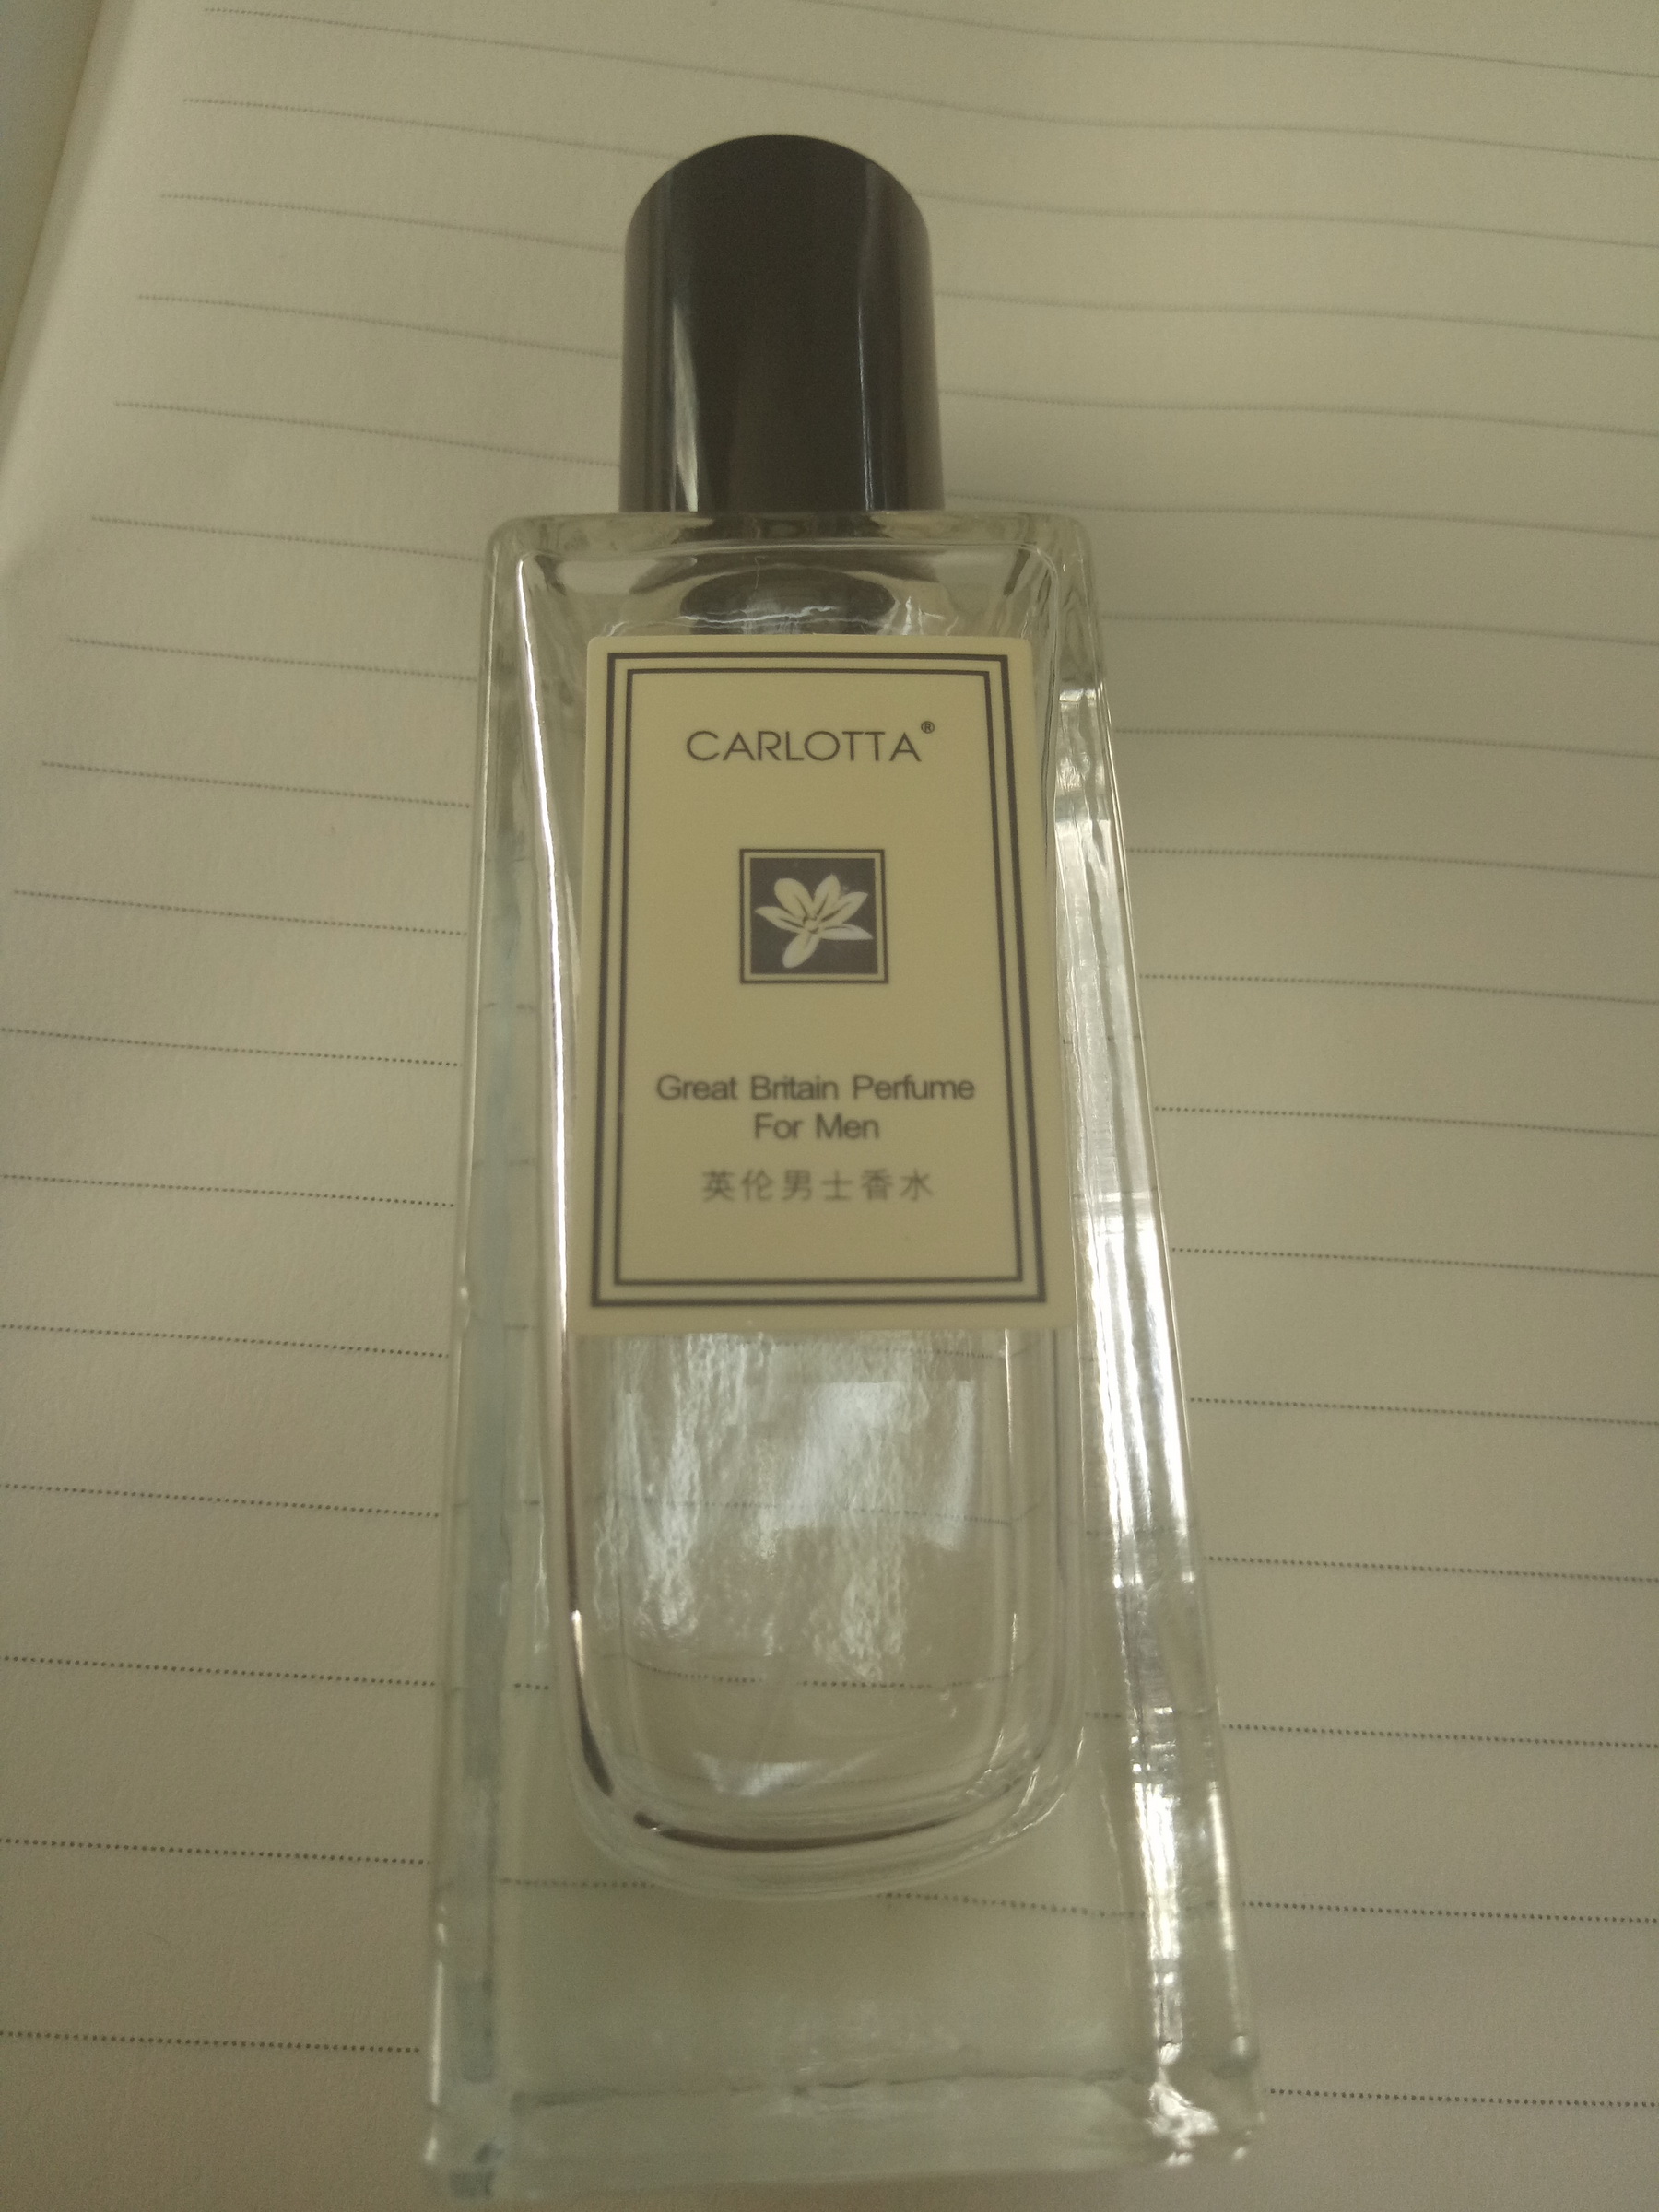 CARLOTTA®
Great Britain Perfume
For Men
英伦男士香水